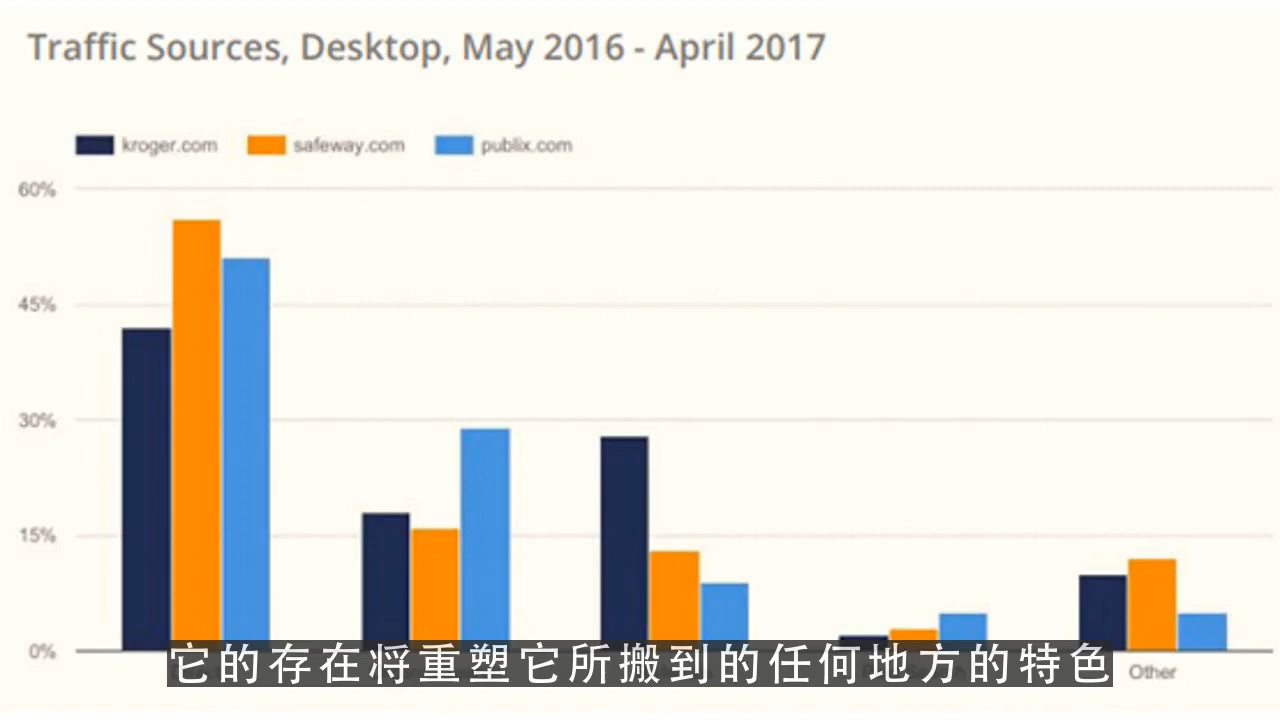 Traffic Sources, Desktop, May 2016 - April 2017
kroger.com safeway.com publix.com
60%
45%
30%
15%
0%
Other
它的存在将重塑它所搬到的任何地方的特色